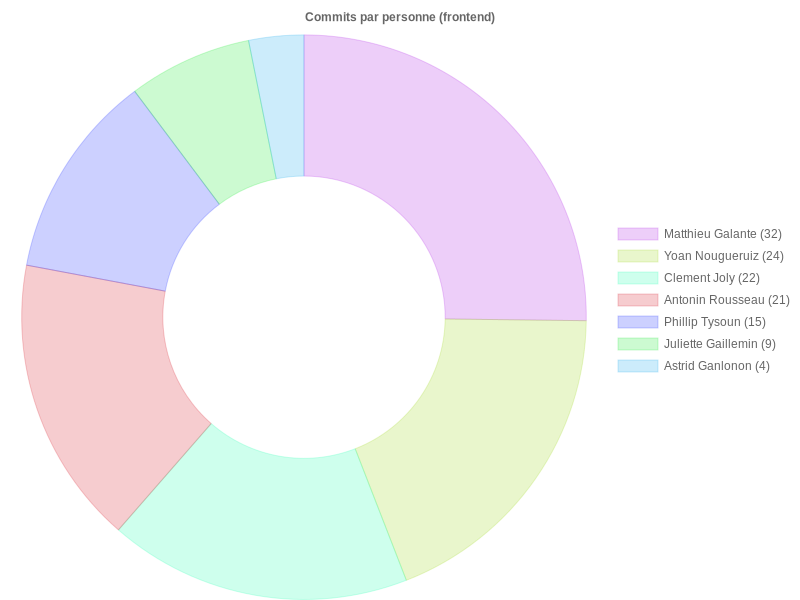 Commits par personne (frontend)
Matthieu Galante (32)
Yoan Nougueruiz (24)
Clement Joly (22)
Antonin Rousseau (21)
Phillip Tysoun (15)
Juliette Gaillemin (9)
Astrid Ganlonon (4)